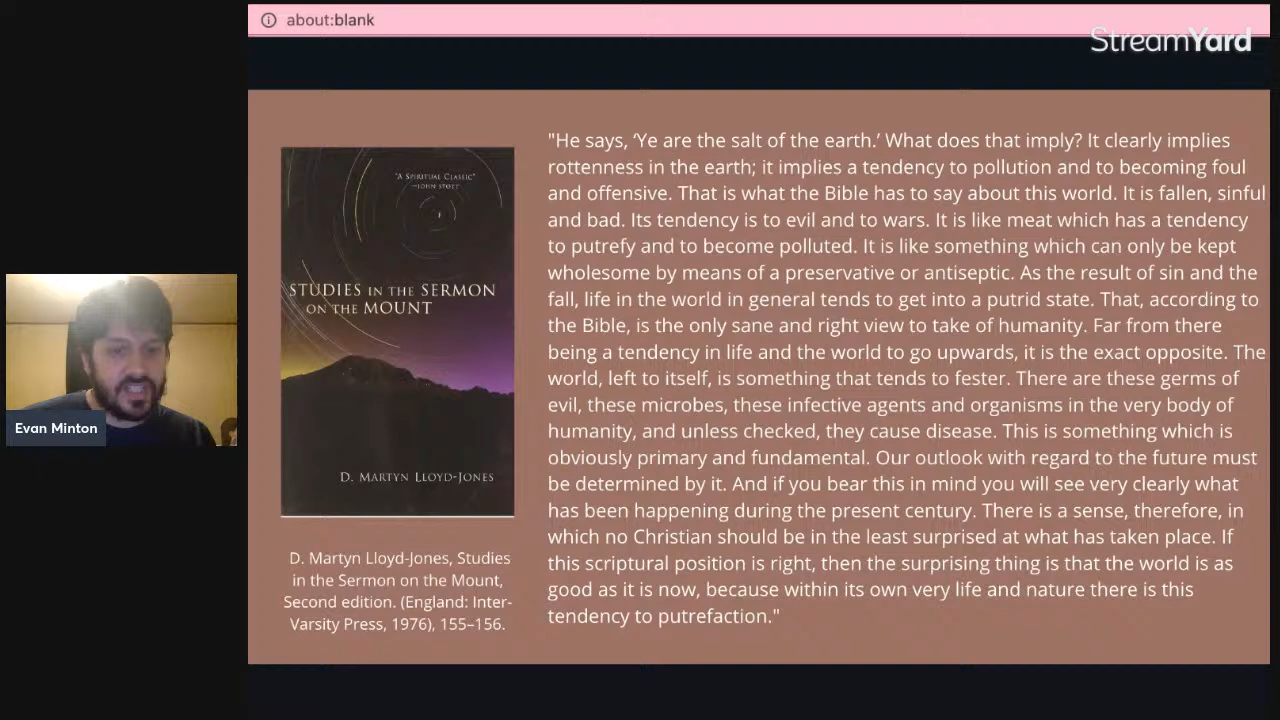 about:blank
StreamYard
"A SPIRITUAL CLASSIC"
—JOHN STOTT
STUDIES IN THE SERMON
ON THE MOUNT
D. MARTYN LLOYD-JONES
D. Martyn Lloyd-Jones, Studies
in the Sermon on the Mount,
Second edition. (England: Inter-
Varsity Press, 1976), 155–156.
"He says, ‘Ye are the salt of the earth.’ What does that imply? It clearly implies
rottenness in the earth; it implies a tendency to pollution and to becoming foul
and offensive. That is what the Bible has to say about this world. It is fallen, sinful
and bad. Its tendency is to evil and to wars. It is like meat which has a tendency
to putrefy and to become polluted. It is like something which can only be kept
wholesome by means of a preservative or antiseptic. As the result of sin and the
fall, life in the world in general tends to get into a putrid state. That, according to
the Bible, is the only sane and right view to take of humanity. Far from there
being a tendency in life and the world to go upwards, it is the exact opposite. The
world, left to itself, is something that tends to fester. There are these germs of
evil, these microbes, these infective agents and organisms in the very body of
humanity, and unless checked, they cause disease. This is something which is
obviously primary and fundamental. Our outlook with regard to the future must
be determined by it. And if you bear this in mind you will see very clearly what
has been happening during the present century. There is a sense, therefore, in
which no Christian should be in the least surprised at what has taken place. If
this scriptural position is right, then the surprising thing is that the world is as
good as it is now, because within its own very life and nature there is this
tendency to putrefaction."
Evan Minton